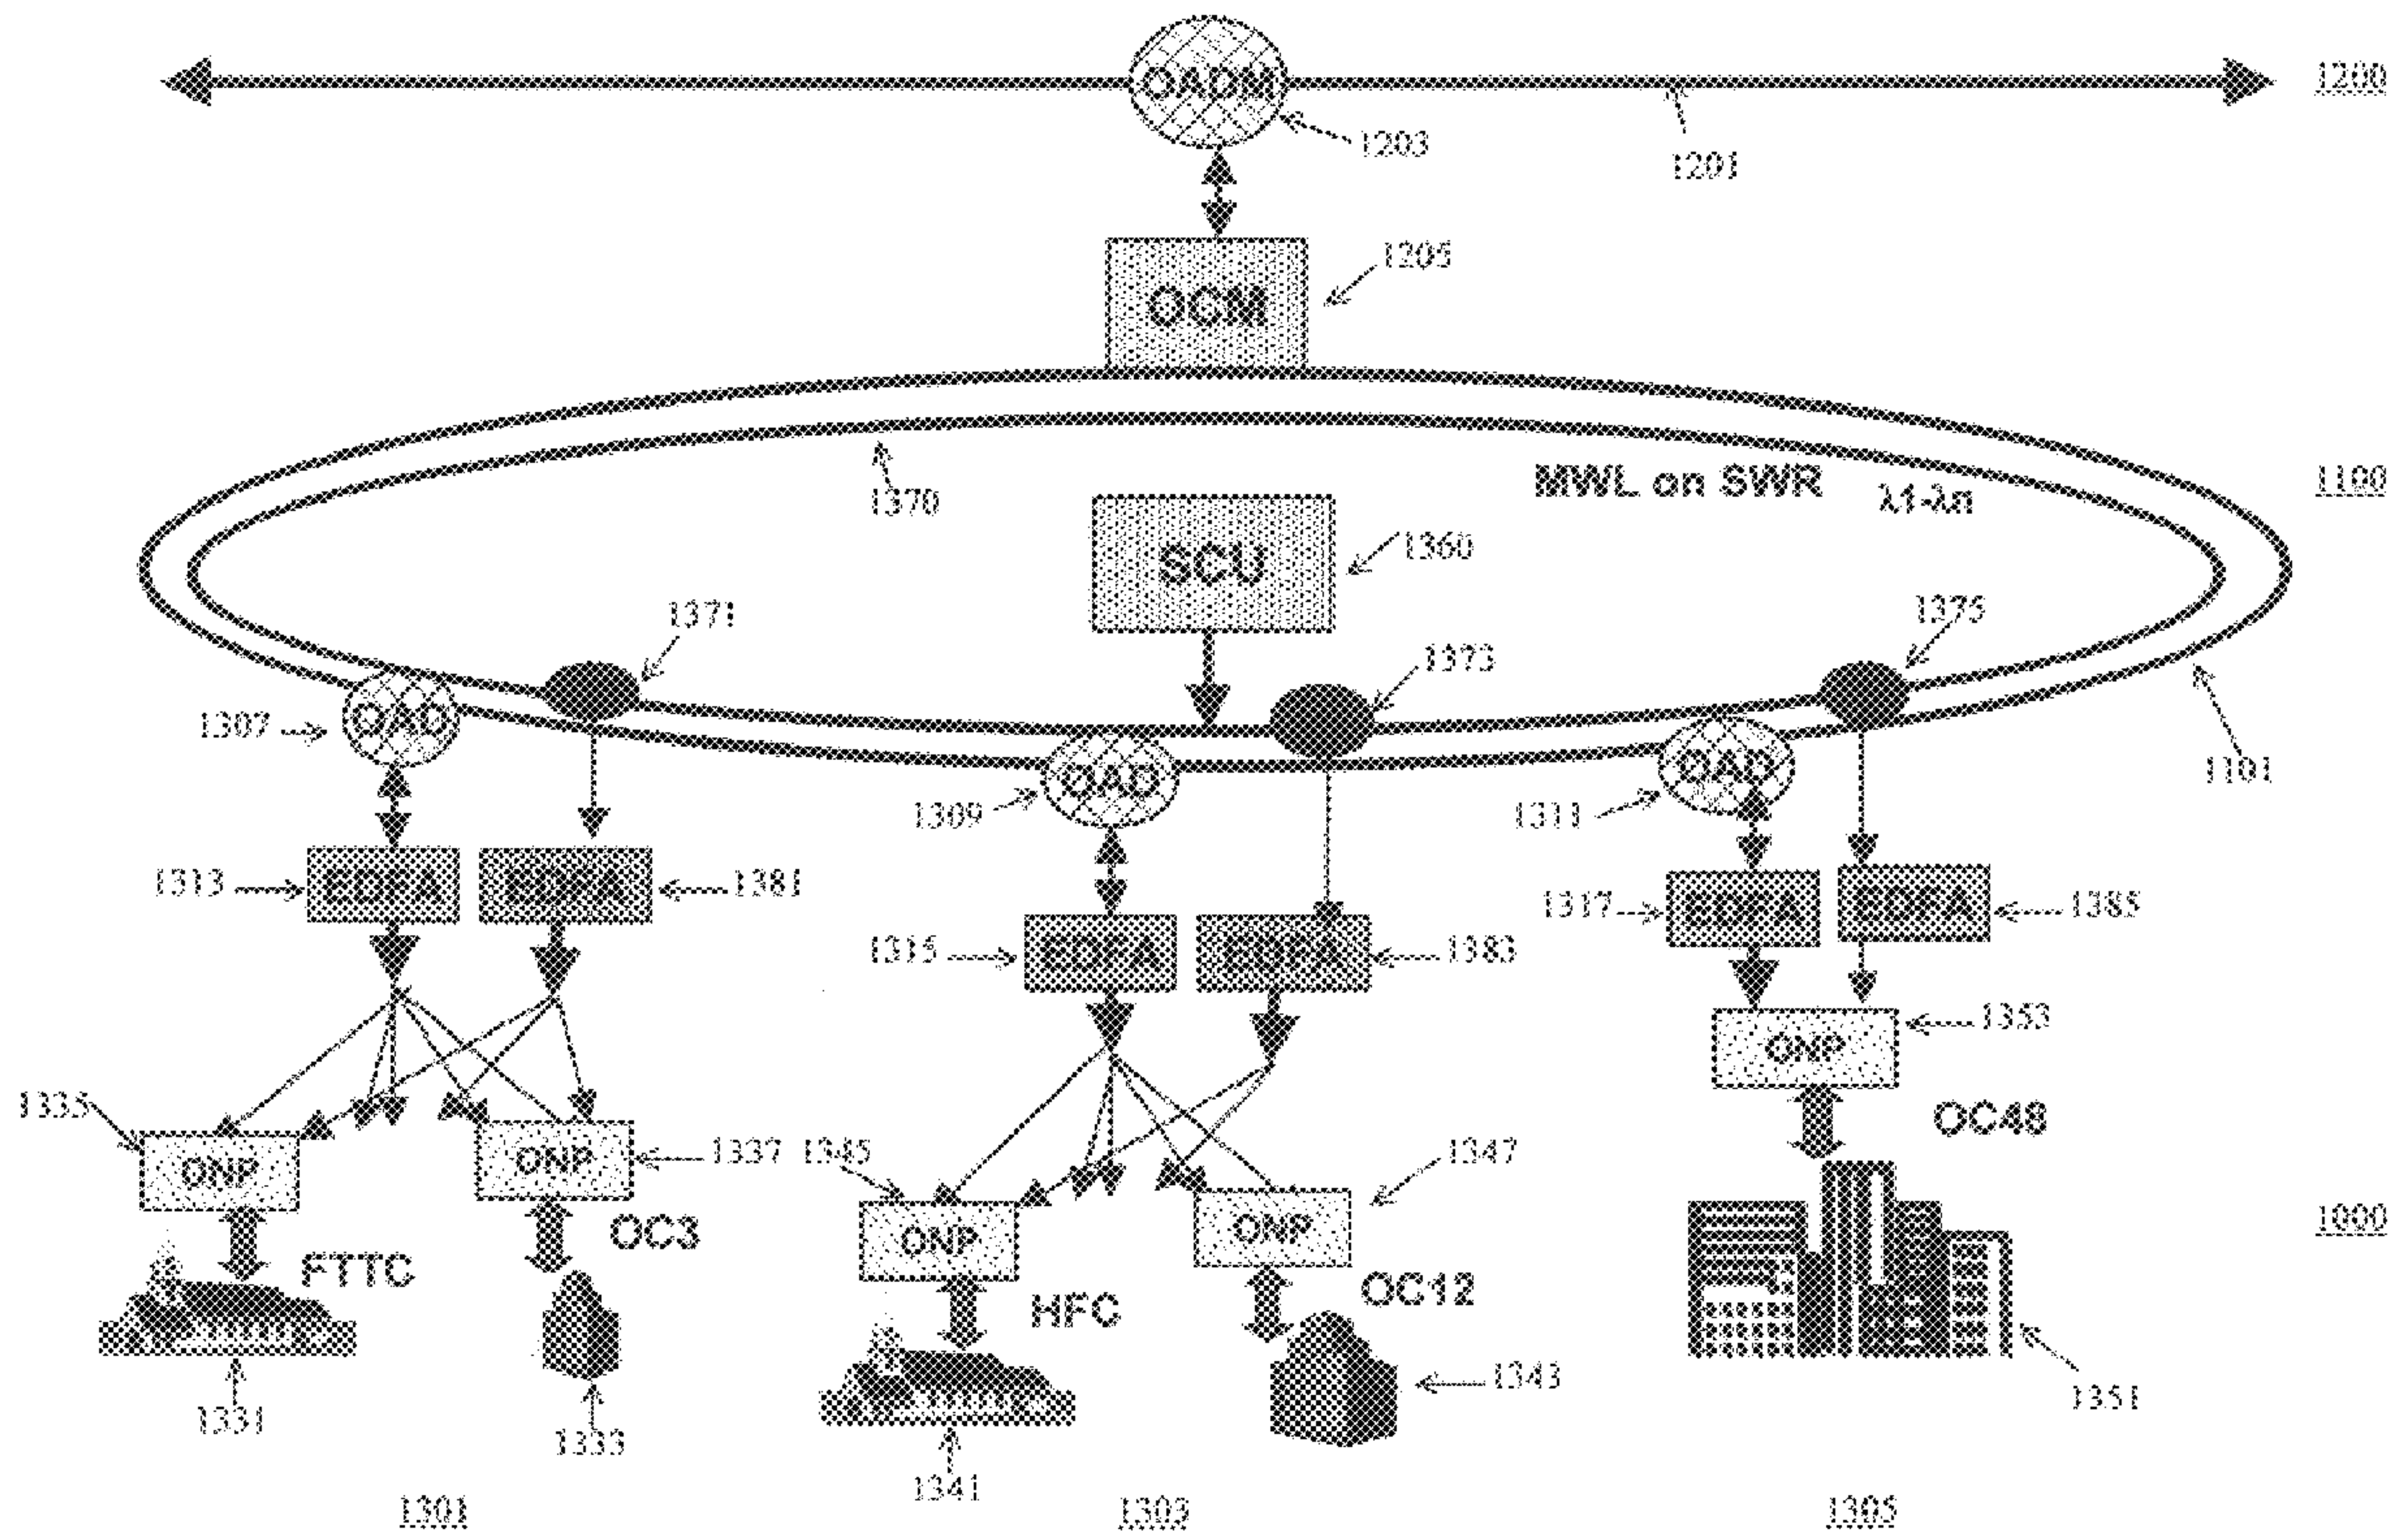 OADM
1200
1203
1201
1205
OCM
MWL on SWR
λ1-λn
1370
1100
SCU
1360
1371
1375
1373
1307
OAD
OAD
OAD
1101
1309
1311
1313
EDFA
EDFA
1381
1317
EDFA
EDFA
1385
1315
EDFA
EDFA
1383
1353
ONP
1335
OC48
ONP
ONP
1337
1345
1347
1000
OC3
ONP
ONP
FTTC
HFC
OC12
1343
1351
1331
1333
1341
1301
1303
1305